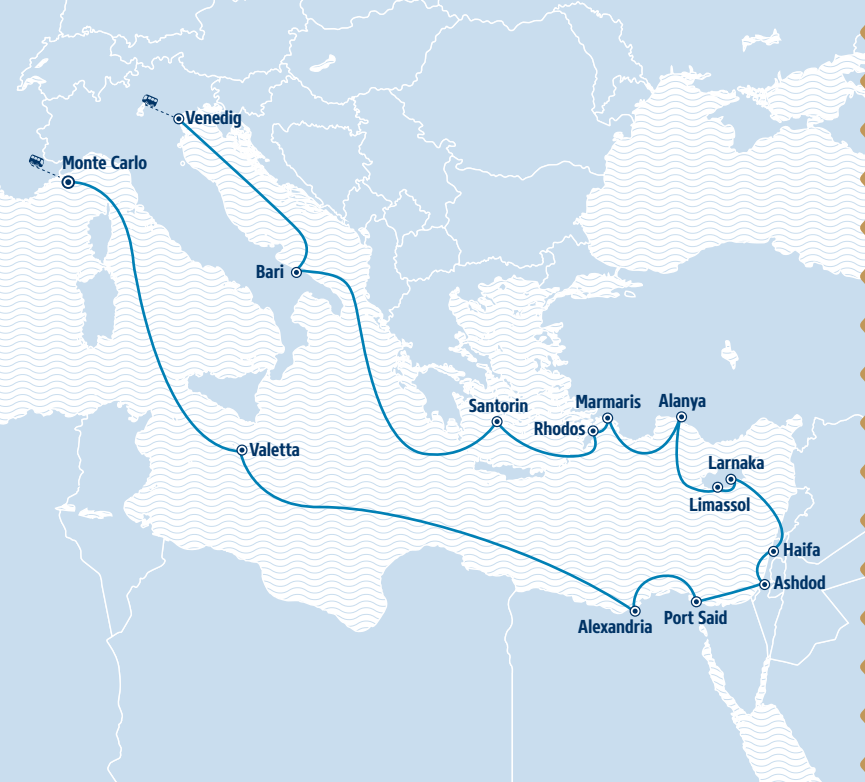 Venedig
Monte Carlo
Bari
Santorin
Marmaris
Alanya
Rhodos
Valetta
Larnaka
Limassol
Haifa
Ashdod
Port Said
Alexandria